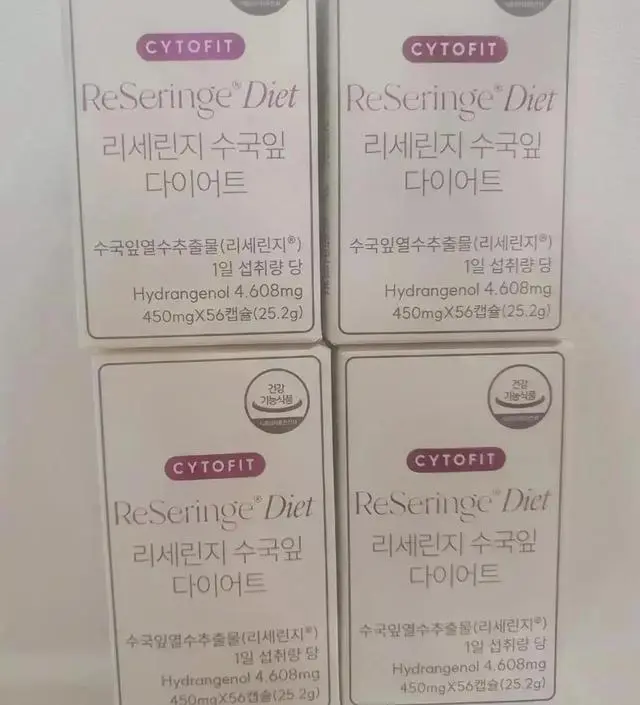 CYTOFIT
ReSeringe® Diet
리세린지 수국잎
다이어트
수국잎열수추출물(리세린지®)
1일 섭취량 당
Hydrangenol 4.608mg
450mgX56캡슐(25.2g)
CYTOFIT
ReSeringe® Diet
리세린지 수국잎
다이어트
수국잎열수추출물(리세린지®)
1일 섭취량 당
Hydrangenol 4.608mg
450mgX56캡슐(25.2g)
건강
기능식품
CYTOFIT
ReSeringe® Diet
리세린지 수국잎
다이어트
수국잎열수추출물(리세린지®)
1일 섭취량 당
Hydrangenol 4.608mg
450mgX56캡슐(25.2g)
건강
기능식품
CYTOFIT
ReSeringe® Diet
리세린지 수국잎
다이어트
수국잎열수추출물(리세린지®)
1일 섭취량 당
Hydrangenol 4.608mg
450mgX56캡슐(25.2g)